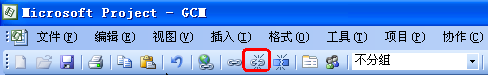 Microsoft Project - GCM
文件(F) 编辑(E) 视图(V) 插入(I) 格式(O) 工具(T) 项目(P) 协作(C)
不分组